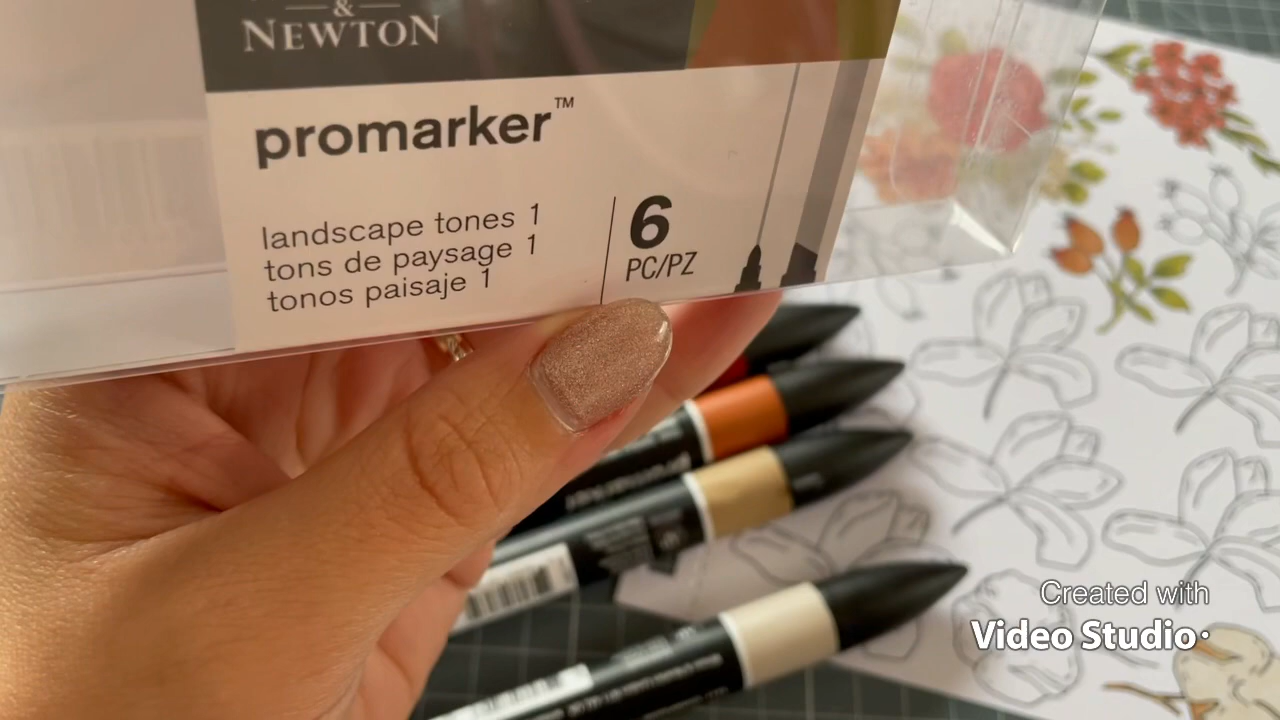 &
NEWTON
promarker™
landscape tones 1
tons de paysage 1
tonos paisaje 1
6
PC/PZ
Created with
Video Studio